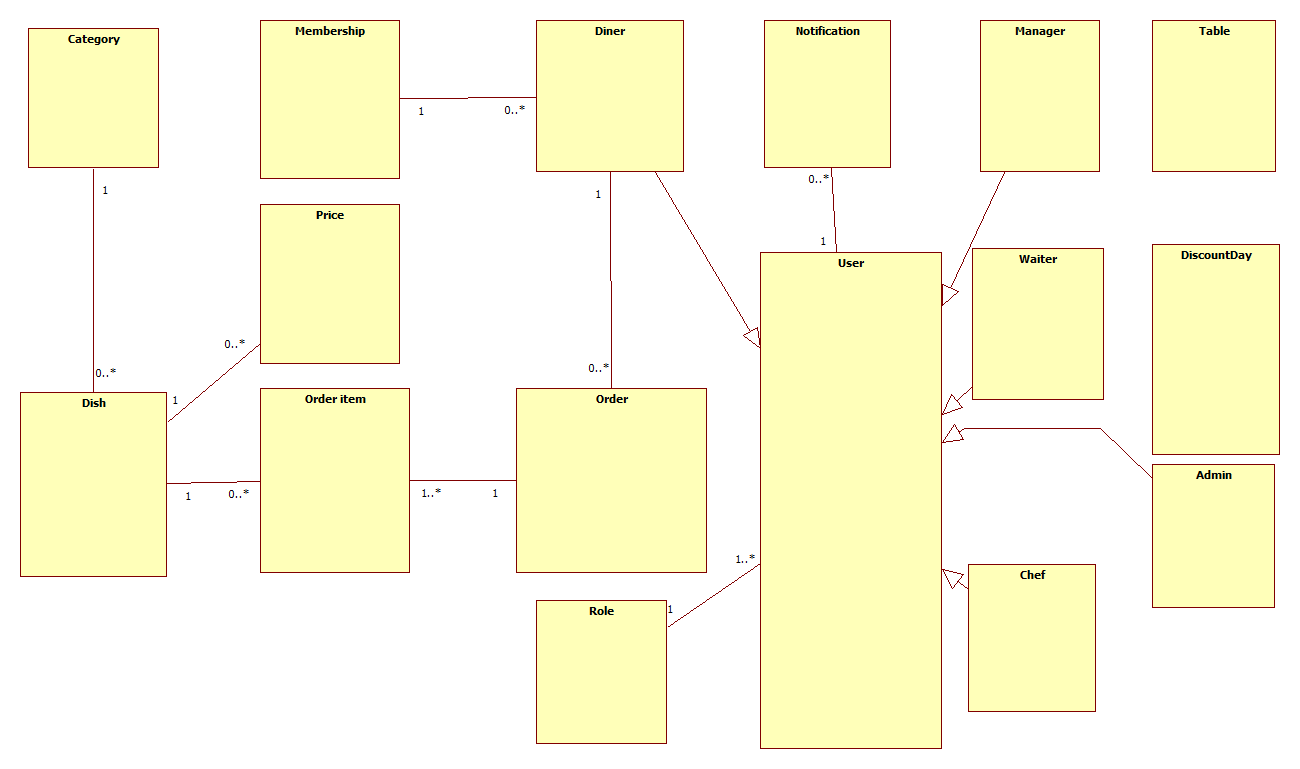 Category
Membership
Diner
Notification
Manager
Table
1
0..*
1
0..*
1
0..*
1
Price
User
Waiter
DiscountDay
0..*
0..*
0..*
1
Dish
Order item
Order
1
0..*
1..*
1
Admin
1..*
Chef
Role
1